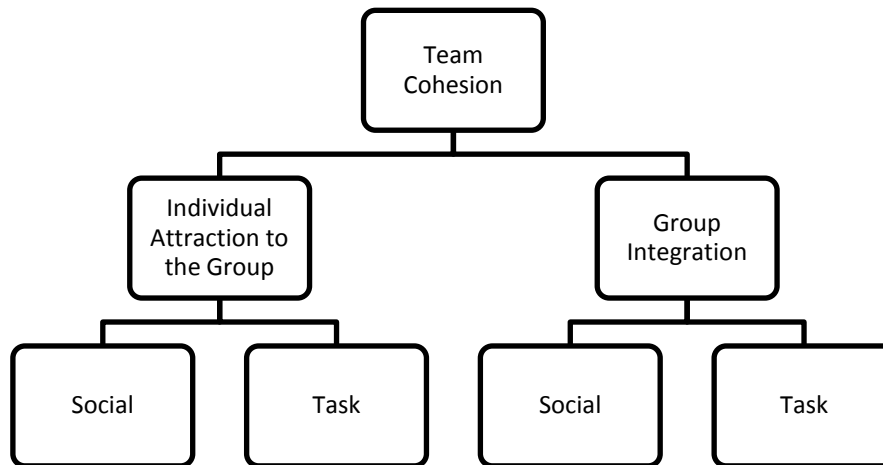 Team
Cohesion
Individual
Attraction to
the Group
Group
Integration
Social
Task
Social
Task